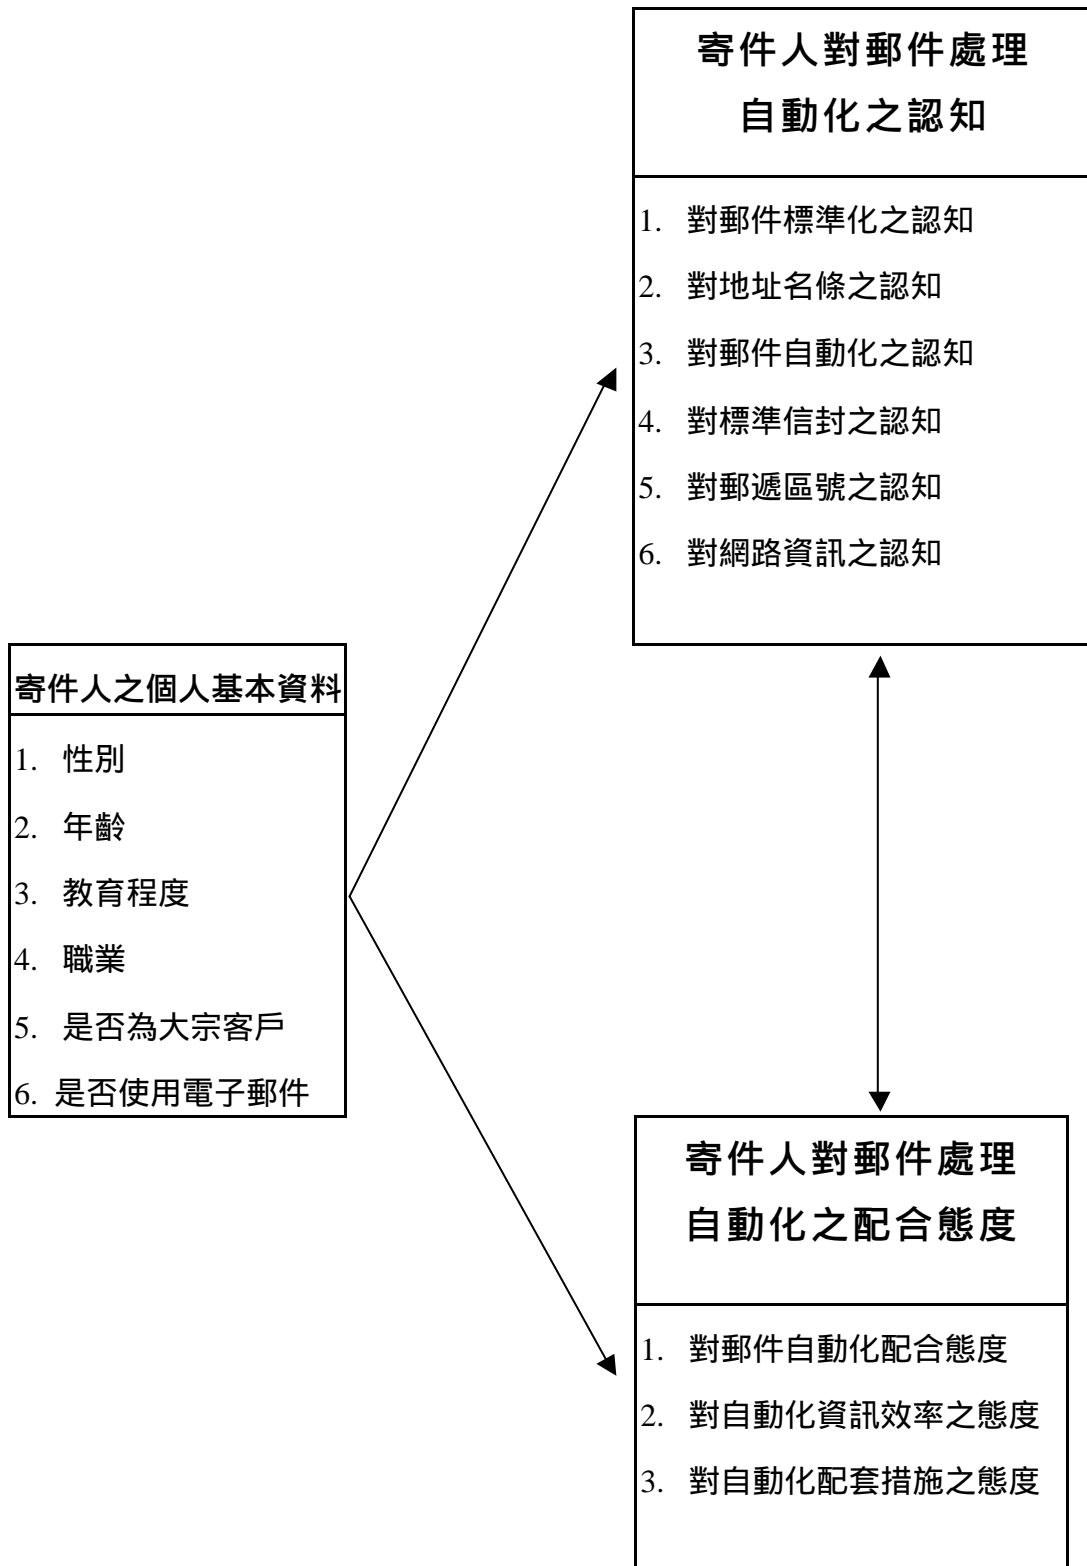 寄件人對郵件處理
自動化之認知
1. 對郵件標準化之認知
2. 對地址名條之認知
3. 對郵件自動化之認知
4. 對標準信封之認知
5. 對郵遞區號之認知
6. 對網路資訊之認知
寄件人之個人基本資料
1. 性別
2. 年齡
3. 教育程度
4. 職業
5. 是否為大宗客戶
6. 是否使用電子郵件
寄件人對郵件處理
自動化之配合態度
1. 對郵件自動化配合態度
2. 對自動化資訊效率之態度
3. 對自動化配套措施之態度